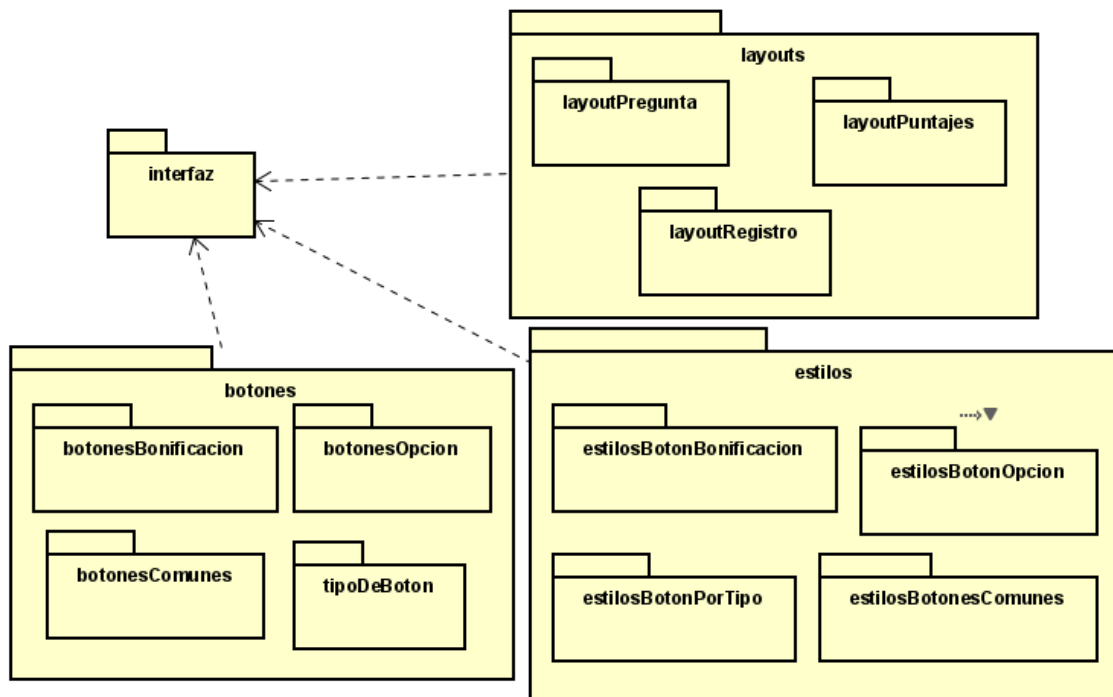 layouts
layoutPregunta
layoutPuntajes
interfaz
layoutRegistro
botones
botonesBonificacion
botonesOpcion
botonesComunes
tipoDeBoton
estilos
estilosBotonBonificacion
estilosBotonOpcion
estilosBotonPorTipo
estilosBotonesComunes